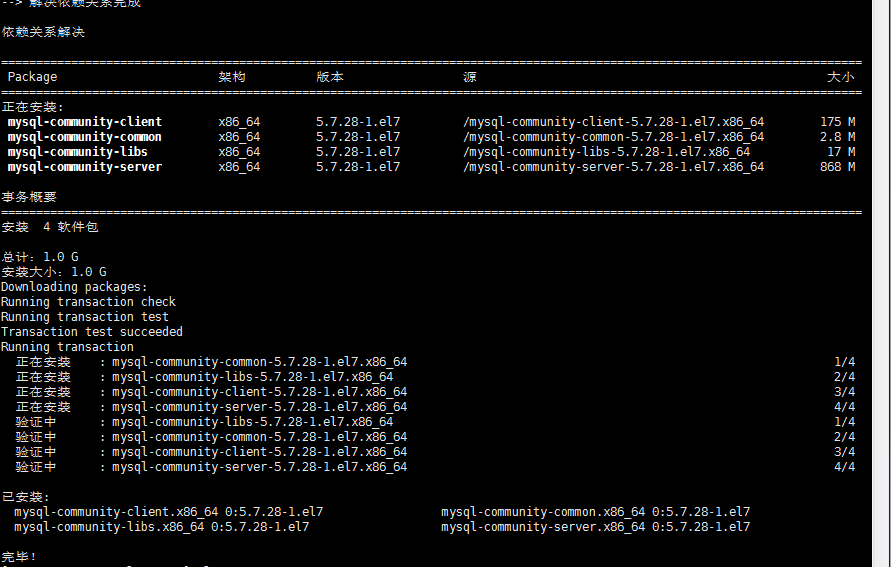 --> 解决依赖关系完成
依赖关系解决
================================================================================
Package 架构 版本 源 大小
================================================================================
正在安装:
mysql-community-client x86_64 5.7.28-1.el7 /mysql-community-client-5.7.28-1.el7.x86_64 175 M
mysql-community-common x86_64 5.7.28-1.el7 /mysql-community-common-5.7.28-1.el7.x86_64 2.8 M
mysql-community-libs x86_64 5.7.28-1.el7 /mysql-community-libs-5.7.28-1.el7.x86_64 17 M
mysql-community-server x86_64 5.7.28-1.el7 /mysql-community-server-5.7.28-1.el7.x86_64 868 M
事务概要
================================================================================
安装 4 软件包
总计：1.0 G
安装大小：1.0 G
Downloading packages:
Running transaction check
Running transaction test
Transaction test succeeded
Running transaction
正在安装 : mysql-community-common-5.7.28-1.el7.x86_64 1/4
正在安装 : mysql-community-libs-5.7.28-1.el7.x86_64 2/4
正在安装 : mysql-community-client-5.7.28-1.el7.x86_64 3/4
正在安装 : mysql-community-server-5.7.28-1.el7.x86_64 4/4
验证中 : mysql-community-libs-5.7.28-1.el7.x86_64 1/4
验证中 : mysql-community-common-5.7.28-1.el7.x86_64 2/4
验证中 : mysql-community-client-5.7.28-1.el7.x86_64 3/4
验证中 : mysql-community-server-5.7.28-1.el7.x86_64 4/4
已安装:
mysql-community-client.x86_64 0:5.7.28-1.el7 mysql-community-common.x86_64 0:5.7.28-1.el7
mysql-community-libs.x86_64 0:5.7.28-1.el7 mysql-community-server.x86_64 0:5.7.28-1.el7
完毕！